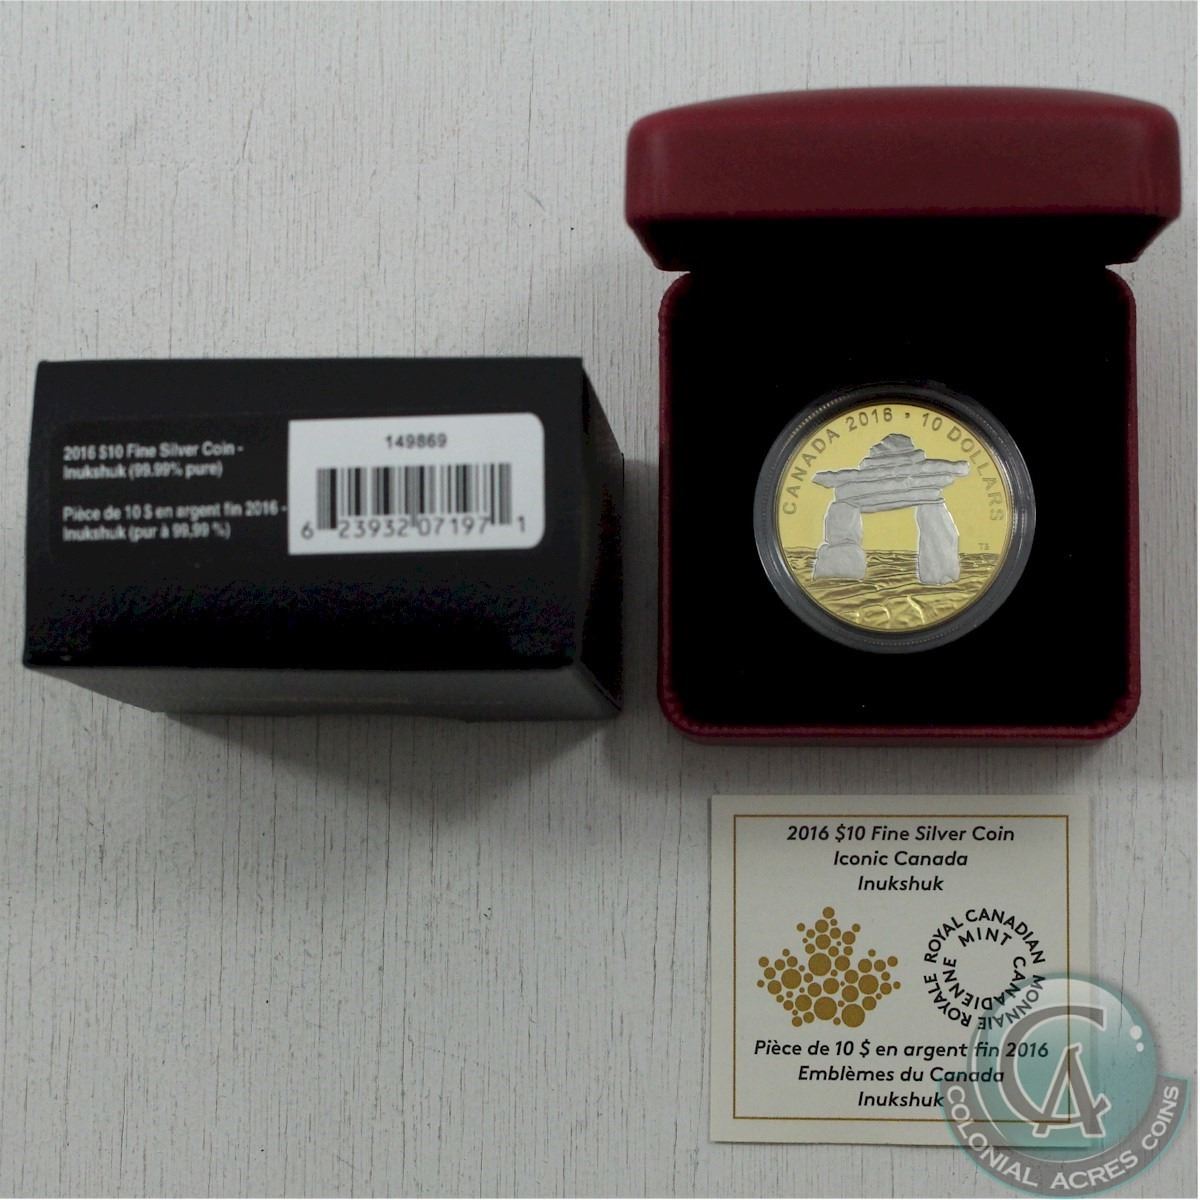 2016 $10 Fine Silver Coin -
Inukshuk (99.99% pure)
Pièce de 10 $ en argent fin 2016 -
Inukshuk (pur à 99,99 %)
149869
6 23932 07197 1
CANADA 2016 • 10 DOLLARS
TB
2016 $10 Fine Silver Coin
Iconic Canada
Inukshuk
ROYAL CANADIAN MINT
MONNAIE ROYALE CANADIENNE
Pièce de 10 $ en argent fin 2016
Emblèmes du Canada
Inukshuk
CA
COLONIAL ACRES COINS